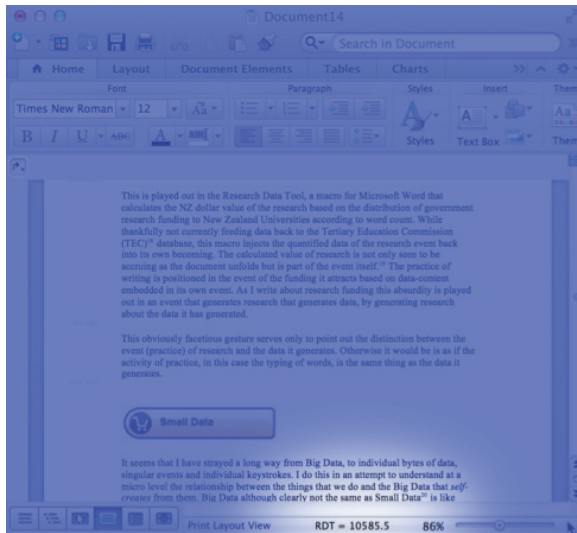 Document14
Search in Document
Home Layout Document Elements Tables Charts
Font Paragraph Styles Insert Them
Times New Roman 12 Aa Aa
B I U ABC A ABC Styles Text Box Them
This is played out in the Research Data Tool, a macro for Microsoft Word that
calculates the NZ dollar value of the research based on the distribution of government
research funding to New Zealand Universities according to word count. While
thankfully not currently feeding data back to the Tertiary Education Commission
(TEC)¹⁸ database, this macro injects the quantified data of the research event back
into its own becoming. The calculated value of research is not only seen to be
accruing as the document unfolds but is part of the event itself.¹⁹ The practice of
writing is positioned in the event of the funding it attracts based on data-content
embedded in its own event. As I write about research funding this absurdity is played
out in an event that generates research that generates data, by generating research
about the data it has generated.
This obviously facetious gesture serves only to point out the distinction between the
event (practice) of research and the data it generates. Otherwise it would be is as if the
activity of practice, in this case the typing of words, is the same thing as the data it
generates.
Small Data
It seems that I have strayed a long way from Big Data, to individual bytes of data,
singular events and individual keystrokes. I do this in an attempt to understand at a
micro level the relationship between the things that we do and the Big Data that self-
creates from them. Big Data although clearly not the same as Small Data²⁰ is like
Print Layout View RDT = 10585.5 86%